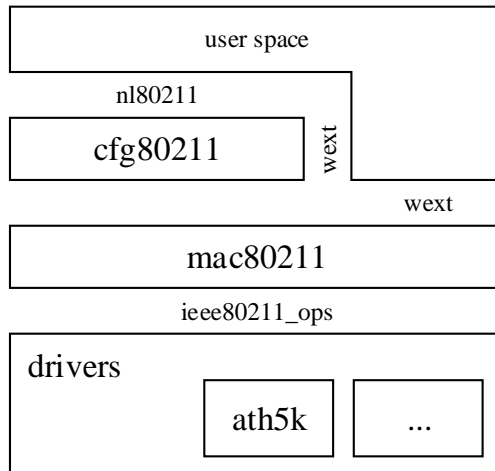 user space
nl80211
cfg80211
wext
wext
mac80211
ieee80211_ops
drivers
ath5k
...